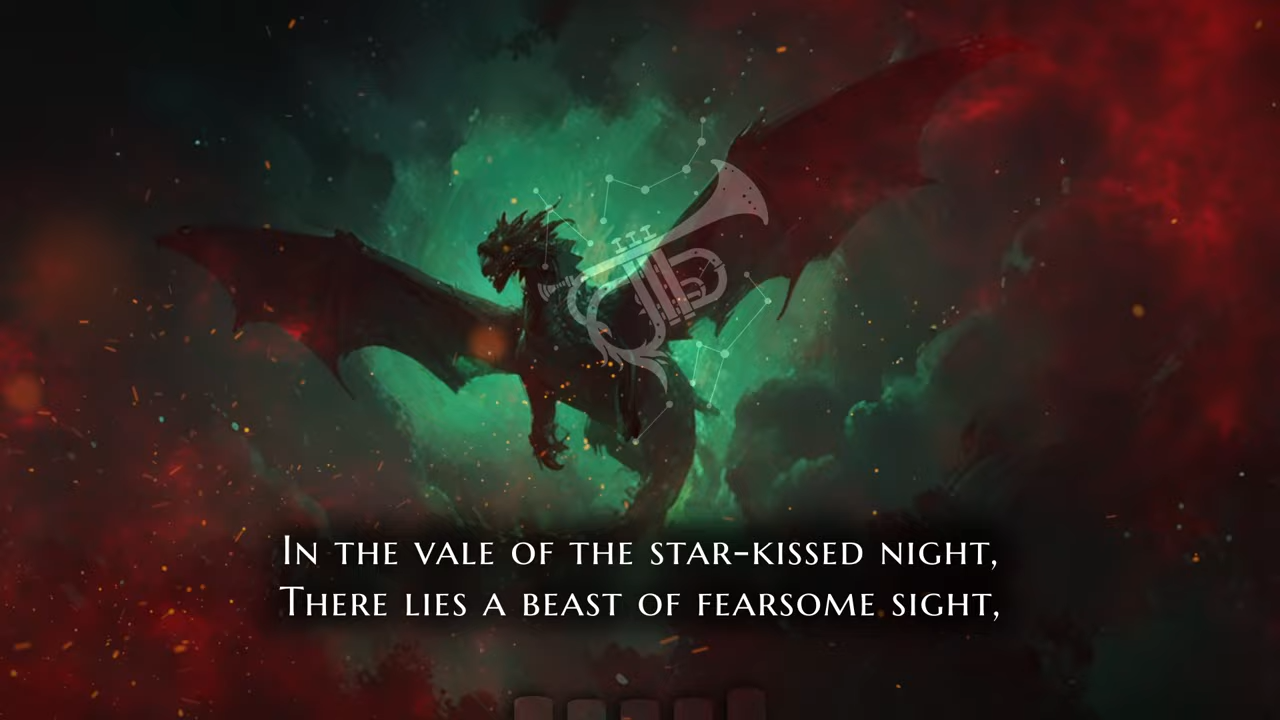 In the vale of the star-kissed night,
There lies a beast of fearsome sight,